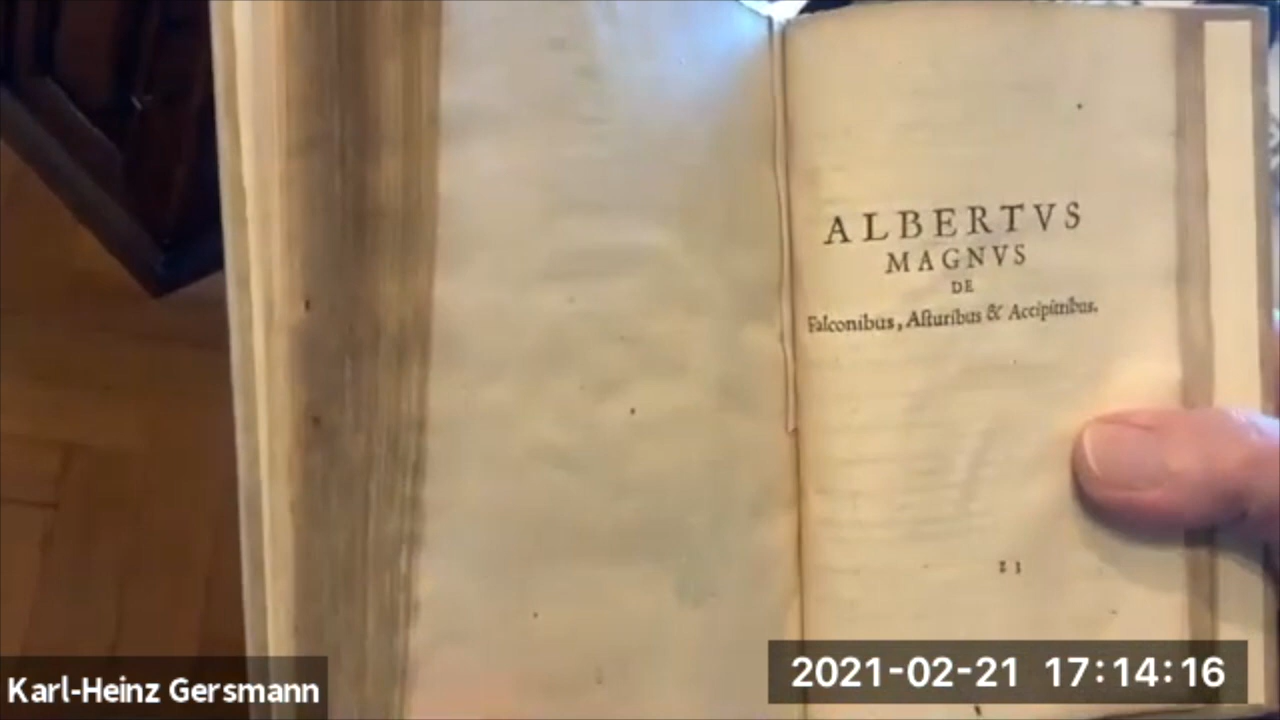 ALBERTVS
MAGNVS
DE
Falconibus, Aſturibus & Accipitribus.
Karl-Heinz Gersmann
2021-02-21 17:14:16